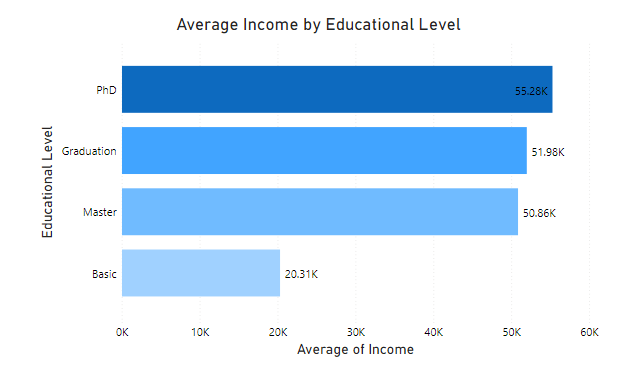 Average Income by Educational Level
Educational Level
PhD
55.28K
Graduation
51.98K
Master
50.86K
Basic
20.31K
0K 10K 20K 30K 40K 50K 60K
Average of Income